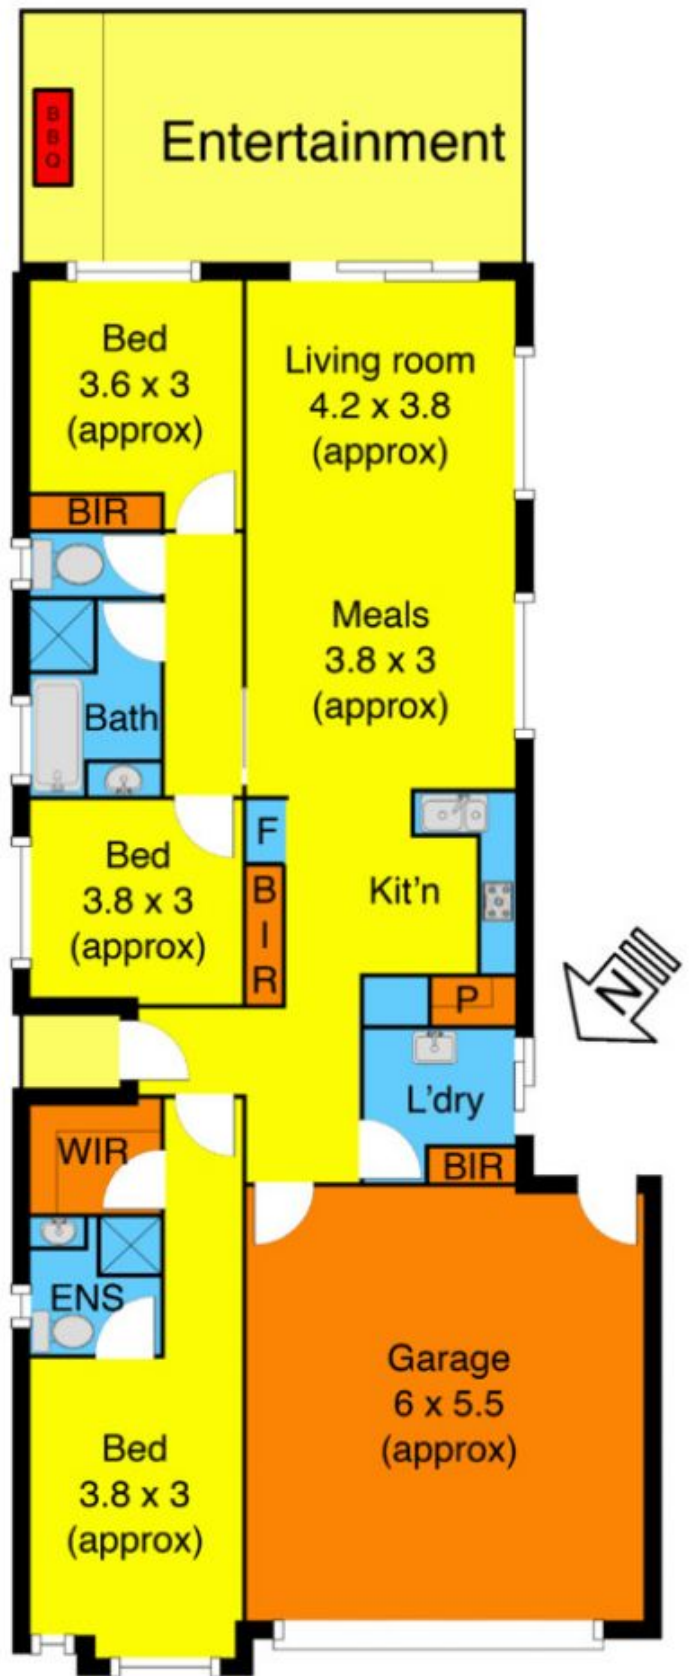 B
B
Q
Entertainment
Bed
3.6 x 3
(approx)
Living room
4.2 x 3.8
(approx)
BIR
Meals
3.8 x 3
(approx)
Bath
F
Bed
3.8 x 3
(approx)
B
I
R
Kit'n
N
P
L'dry
WIR
BIR
ENS
Garage
6 x 5.5
(approx)
Bed
3.8 x 3
(approx)